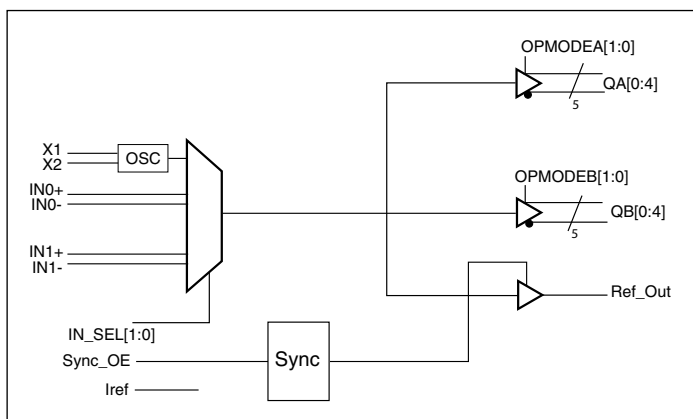 OPMODEA[1:0]
QA[0:4]
5
X1
X2
OSC
IN0+
IN0-
OPMODEB[1:0]
QB[0:4]
5
IN1+
IN1-
Ref_Out
IN_SEL[1:0]
Sync_OE
Sync
Iref